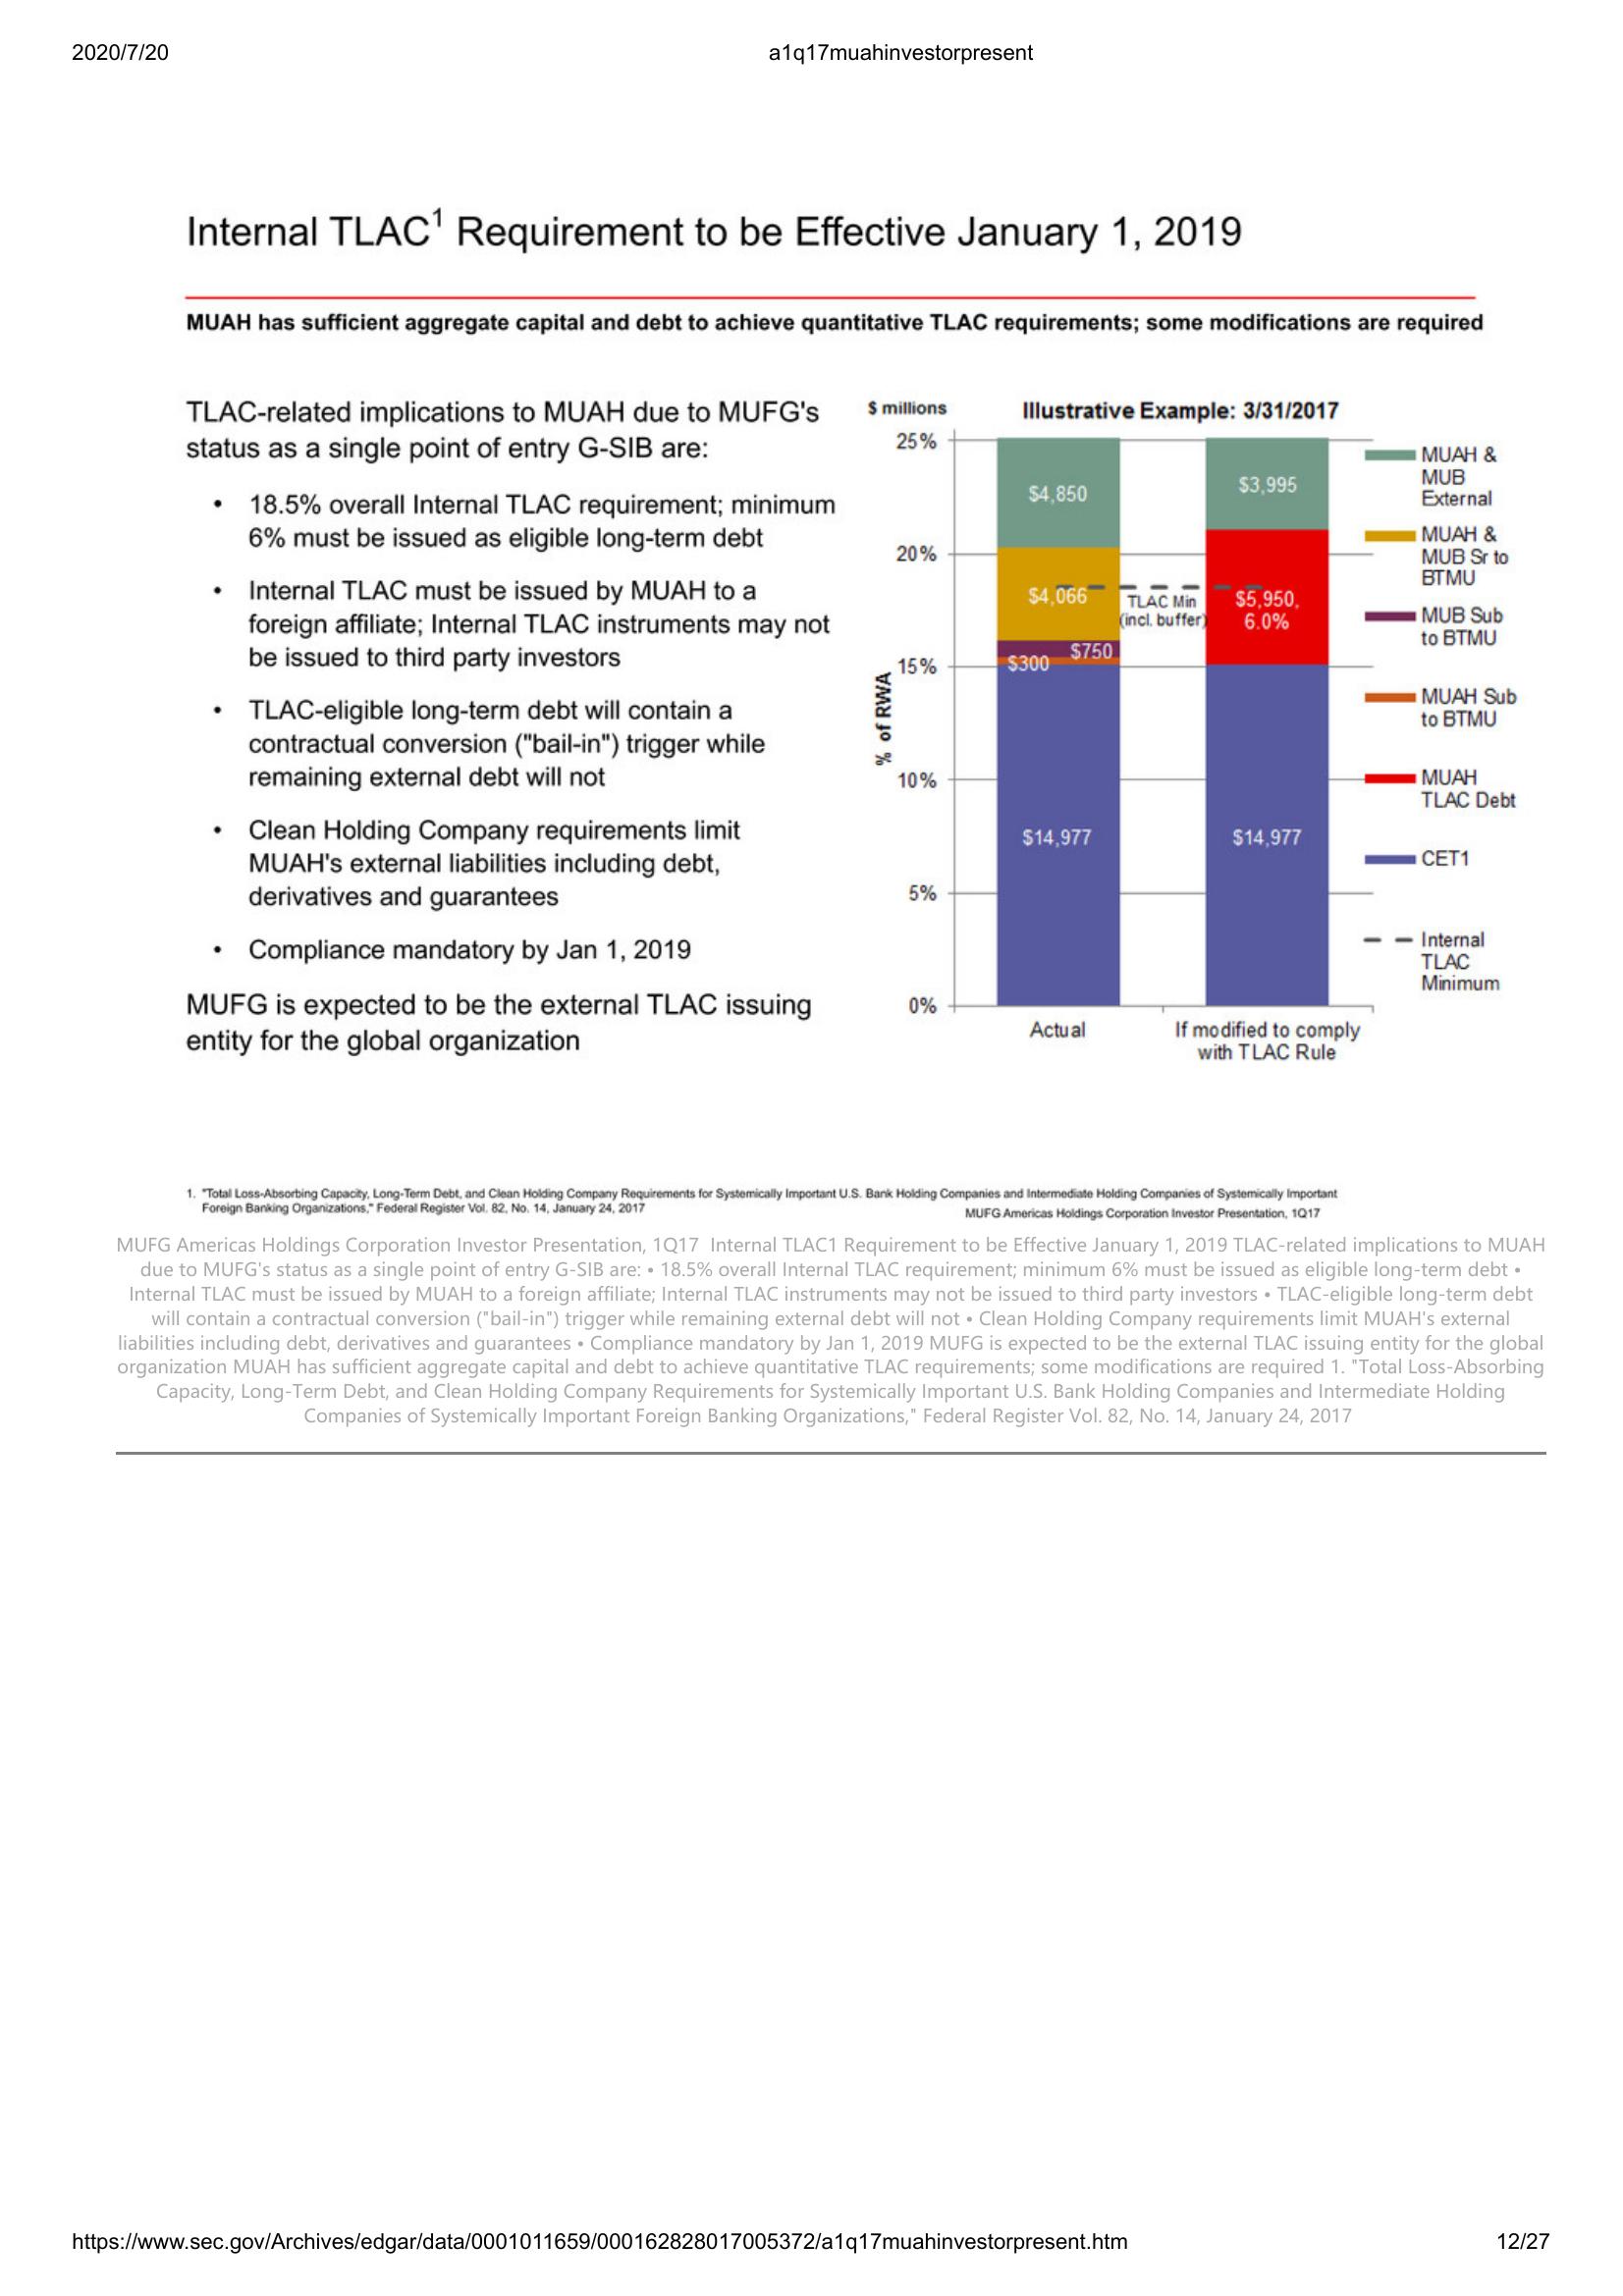 2020/7/20
a1q17muahinvestorpresent
Internal TLAC1 Requirement to be Effective January 1, 2019
MUAH has sufficient aggregate capital and debt to achieve quantitative TLAC requirements; some modifications are required
TLAC-related implications to MUAH due to MUFG's
status as a single point of entry G-SIB are:
• 18.5% overall Internal TLAC requirement; minimum
6% must be issued as eligible long-term debt
• Internal TLAC must be issued by MUAH to a
foreign affiliate; Internal TLAC instruments may not
be issued to third party investors
• TLAC-eligible long-term debt will contain a
contractual conversion ("bail-in") trigger while
remaining external debt will not
• Clean Holding Company requirements limit
MUAH's external liabilities including debt,
derivatives and guarantees
• Compliance mandatory by Jan 1, 2019
MUFG is expected to be the external TLAC issuing
entity for the global organization
$ millions
Illustrative Example: 3/31/2017
25%
20%
15%
10%
5%
0%
% of RWA
$4,850
$4,066
$750
$300
$14,977
TLAC Min
(incl. buffer)
$3,995
$5,950,
6.0%
$14,977
Actual
If modified to comply
with TLAC Rule
MUAH &
MUB
External
MUAH &
MUB Sr to
BTMU
MUB Sub
to BTMU
MUAH Sub
to BTMU
MUAH
TLAC Debt
CET1
Internal
TLAC
Minimum
1. "Total Loss-Absorbing Capacity, Long-Term Debt, and Clean Holding Company Requirements for Systemically Important U.S. Bank Holding Companies and Intermediate Holding Companies of Systemically Important
Foreign Banking Organizations," Federal Register Vol. 82, No. 14, January 24, 2017
MUFG Americas Holdings Corporation Investor Presentation, 1Q17
MUFG Americas Holdings Corporation Investor Presentation, 1Q17 Internal TLAC1 Requirement to be Effective January 1, 2019 TLAC-related implications to MUAH
due to MUFG's status as a single point of entry G-SIB are: • 18.5% overall Internal TLAC requirement; minimum 6% must be issued as eligible long-term debt •
Internal TLAC must be issued by MUAH to a foreign affiliate; Internal TLAC instruments may not be issued to third party investors • TLAC-eligible long-term debt
will contain a contractual conversion ("bail-in") trigger while remaining external debt will not • Clean Holding Company requirements limit MUAH's external
liabilities including debt, derivatives and guarantees • Compliance mandatory by Jan 1, 2019 MUFG is expected to be the external TLAC issuing entity for the global
organization MUAH has sufficient aggregate capital and debt to achieve quantitative TLAC requirements; some modifications are required 1. "Total Loss-Absorbing
Capacity, Long-Term Debt, and Clean Holding Company Requirements for Systemically Important U.S. Bank Holding Companies and Intermediate Holding
Companies of Systemically Important Foreign Banking Organizations," Federal Register Vol. 82, No. 14, January 24, 2017
https://www.sec.gov/Archives/edgar/data/0001011659/000162828017005372/a1q17muahinvestorpresent.htm
12/27